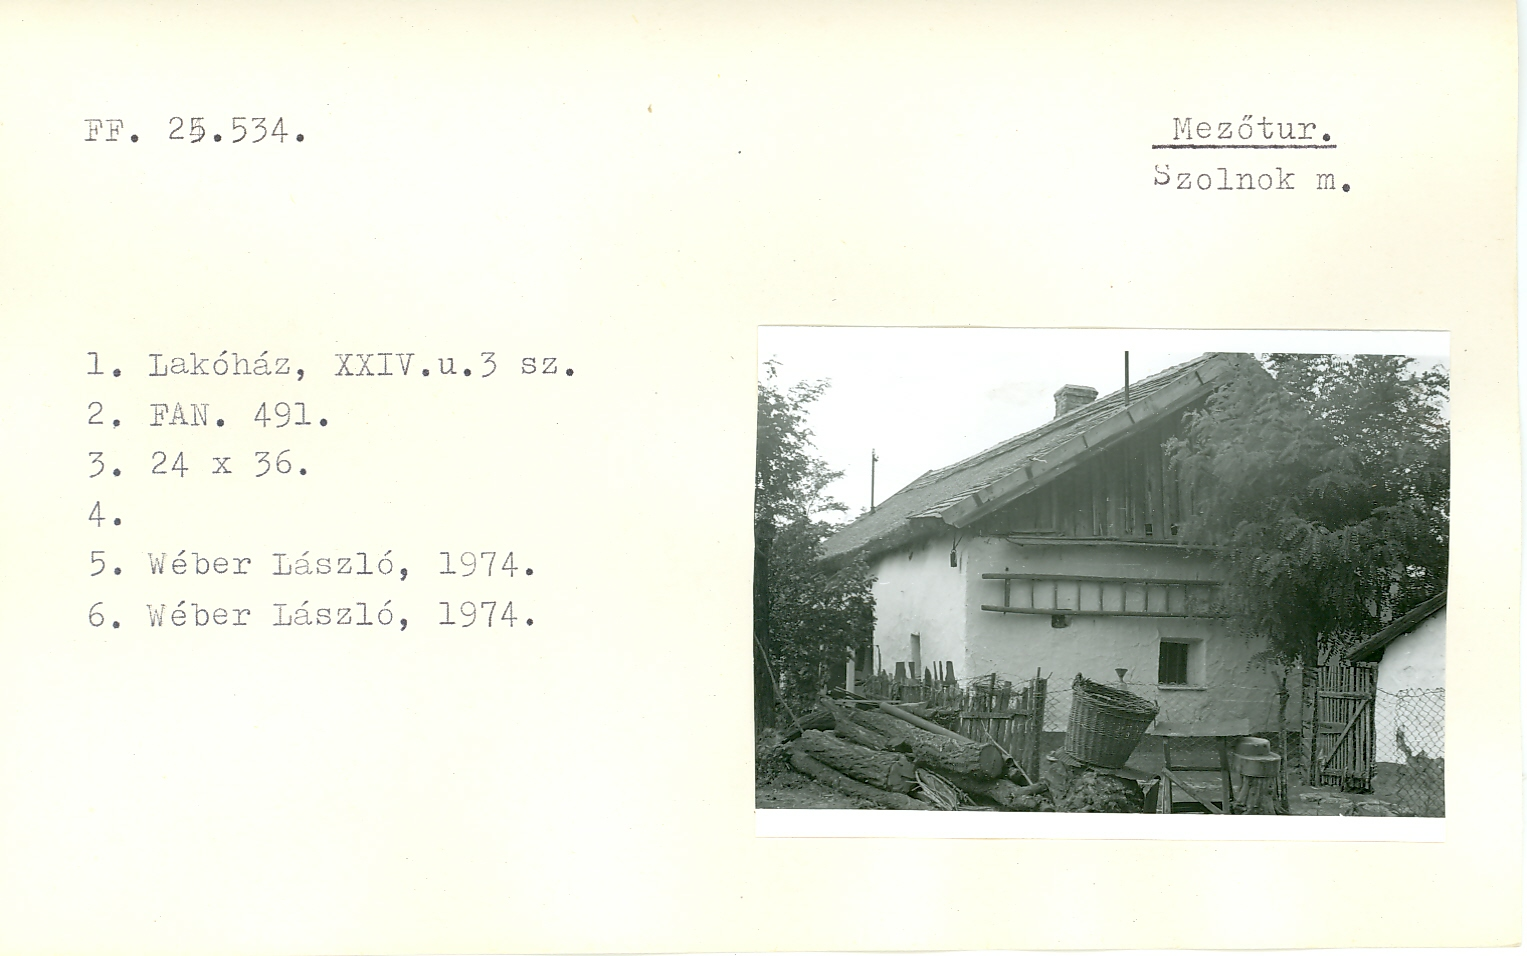 FF. 25.534.
Mezőtur.
Szolnok m.
1. Lakóház, XXIV.u.3 sz.
2. FAN. 491.
3. 24 x 36.
4.
5. Wéber László, 1974.
6. Wéber László, 1974.